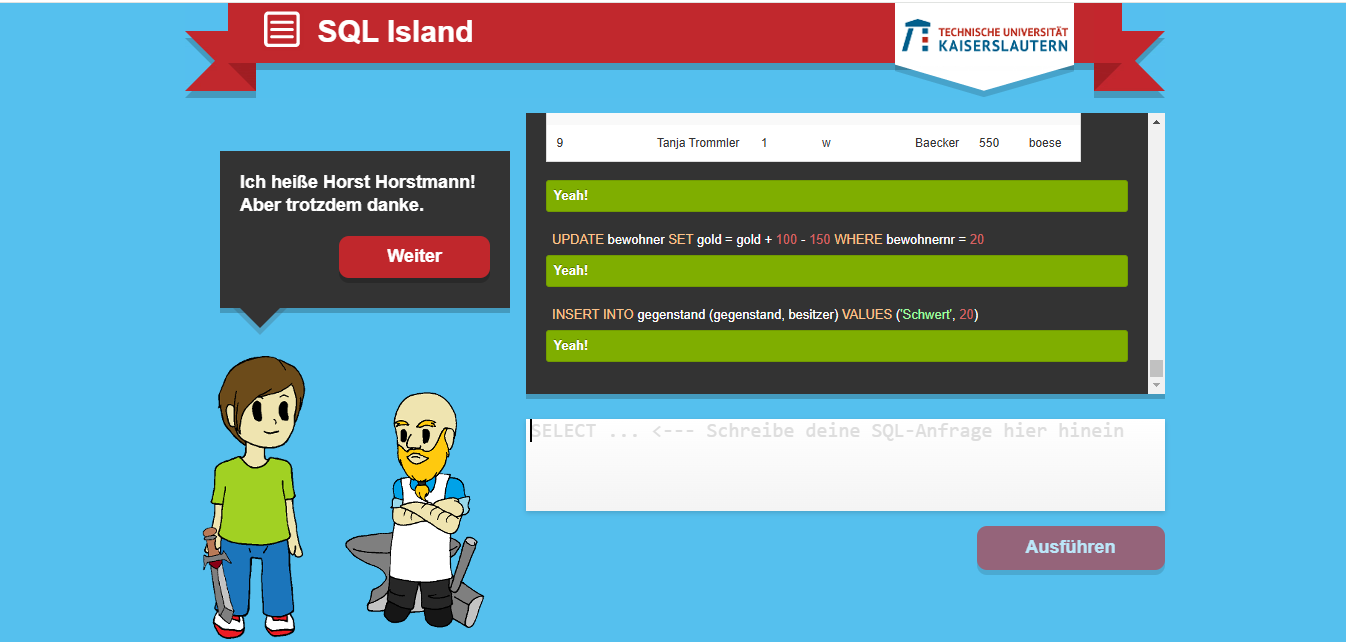 SQL Island
TECHNISCHE UNIVERSITÄT
KAISERSLAUTERN
Ich heiße Horst Horstmann!
Aber trotzdem danke.
Weiter
9 Tanja Trommler 1 w Baecker 550 boese
Yeah!
UPDATE bewohner SET gold = gold + 100 - 150 WHERE bewohnernr = 20
Yeah!
INSERT INTO gegenstand (gegenstand, besitzer) VALUES ('Schwert', 20)
Yeah!
SELECT ... <--- Schreibe deine SQL-Anfrage hier hinein
Ausführen